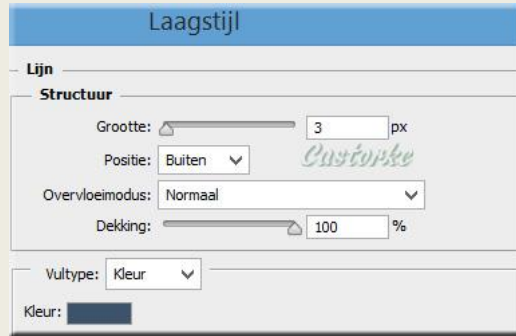 Laagstijl
Lijn
Structuur
Grootte: 3 px
Positie: Buiten
Castorke
Overvloeimodus: Normaal
Dekking: 100 %
Vultype: Kleur
Kleur: